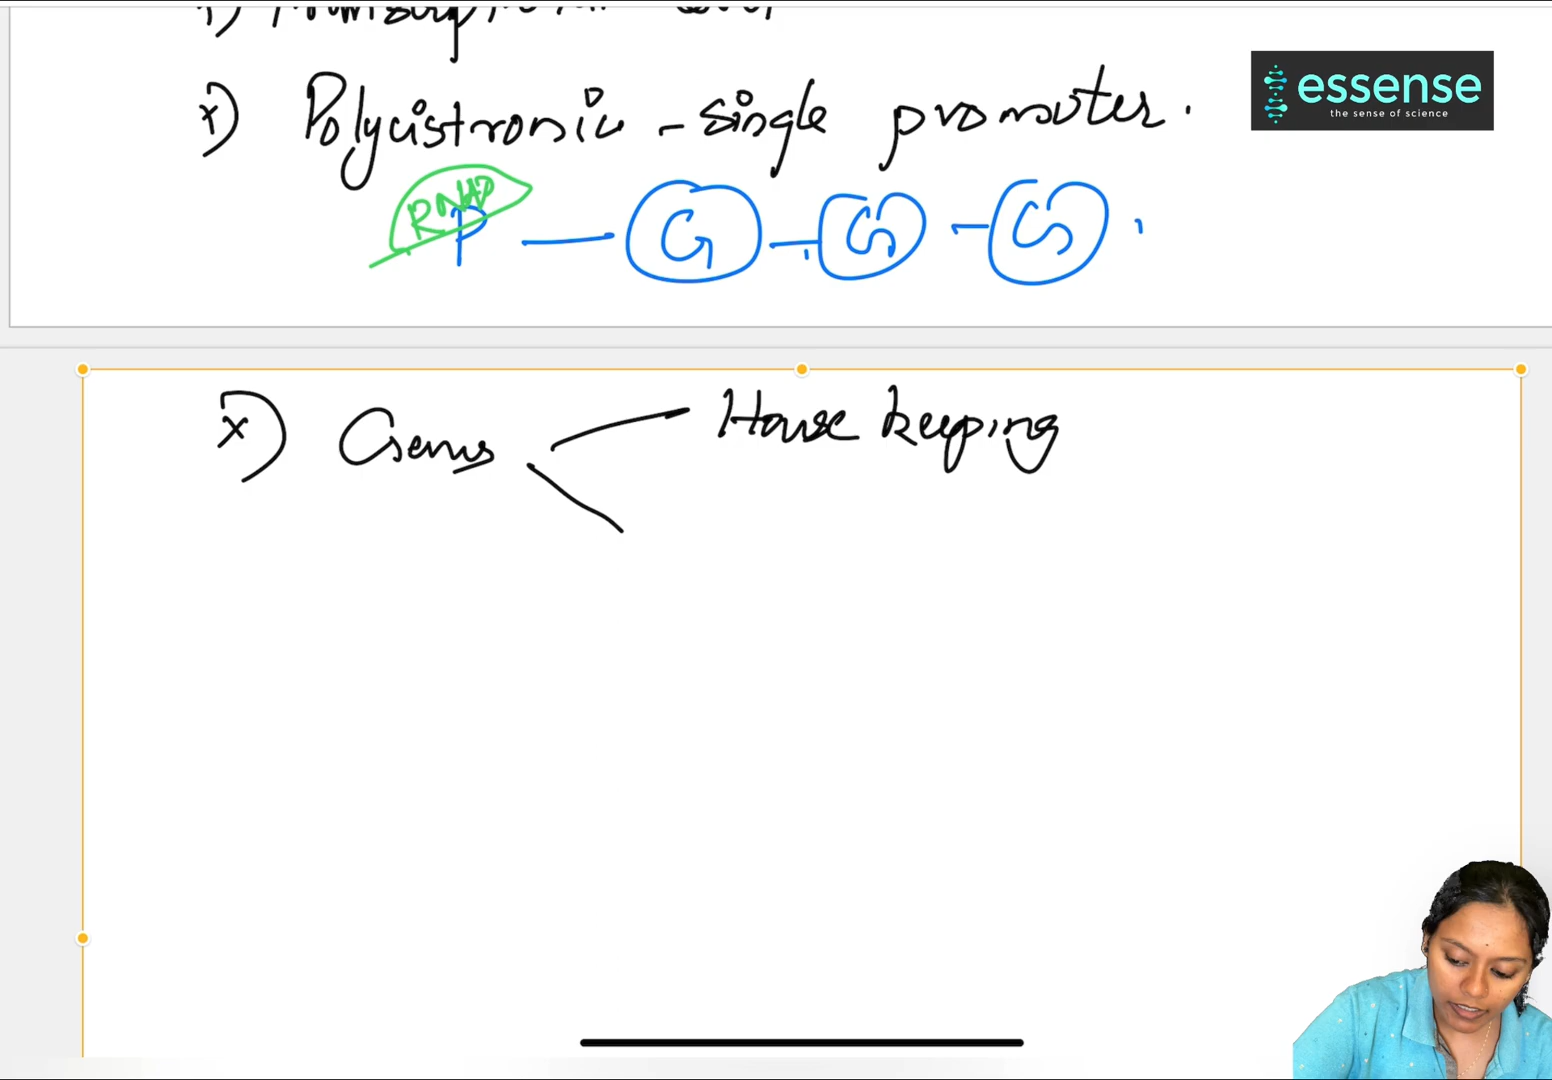 essense
the sense of science
*) Polycistronic - single promoter.
RNAP
P — G — G — G
*) Genes
House keeping